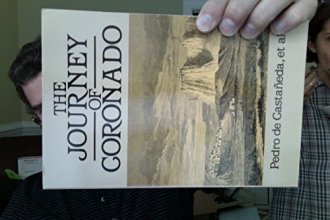 THE
JOURNEY
OF
CORONADO
Pedro de Castañeda, et al